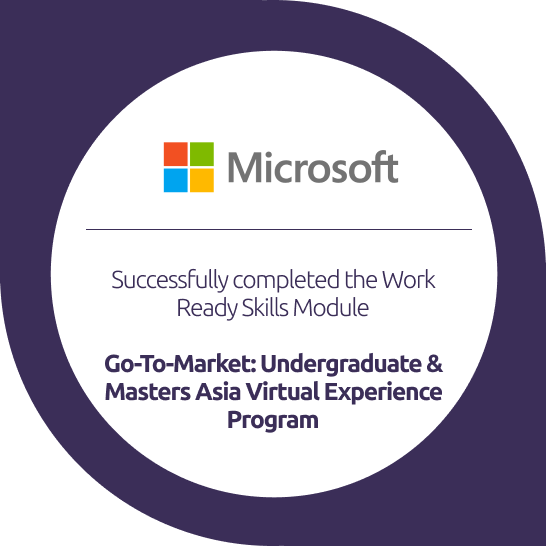 Microsoft
Successfully completed the Work
Ready Skills Module
Go-To-Market: Undergraduate &
Masters Asia Virtual Experience
Program